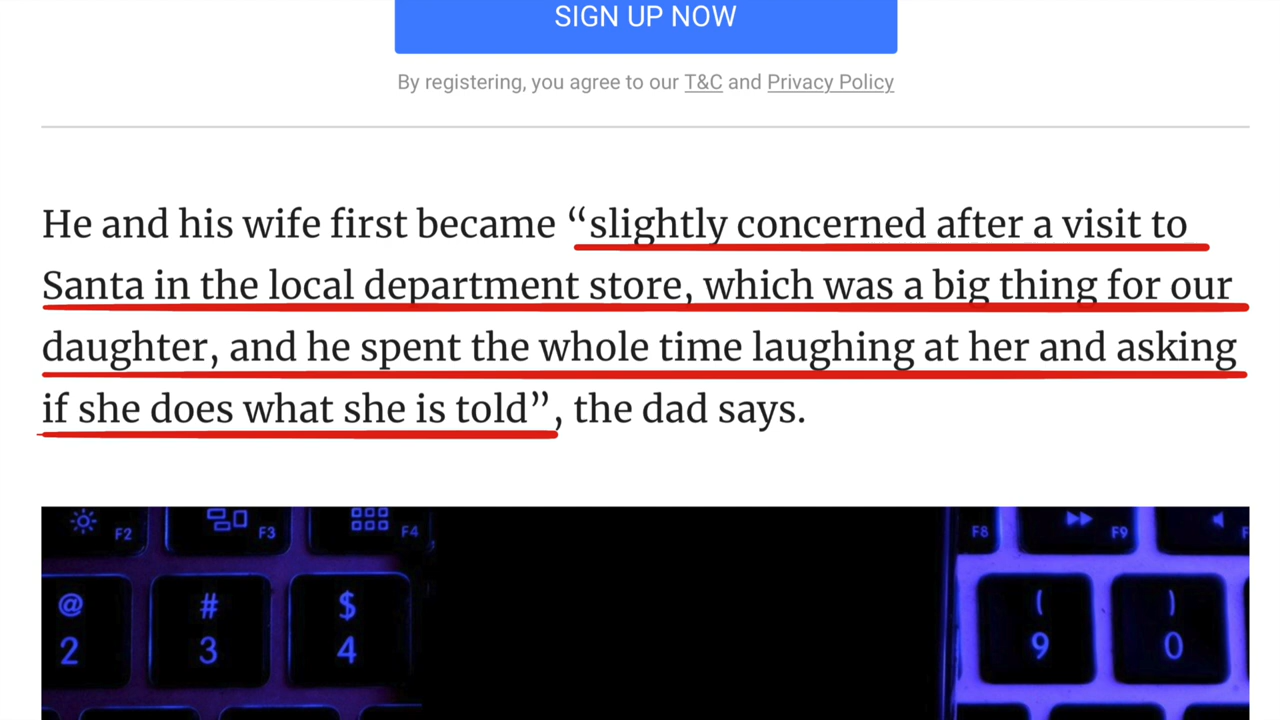 SIGN UP NOW
By registering, you agree to our T&C and Privacy Policy
He and his wife first became “slightly concerned after a visit to
Santa in the local department store, which was a big thing for our
daughter, and he spent the whole time laughing at her and asking
if she does what she is told”, the dad says.
F2 F3 F4 F8 F9 F
@ # $ ( )
2 3 4 9 0